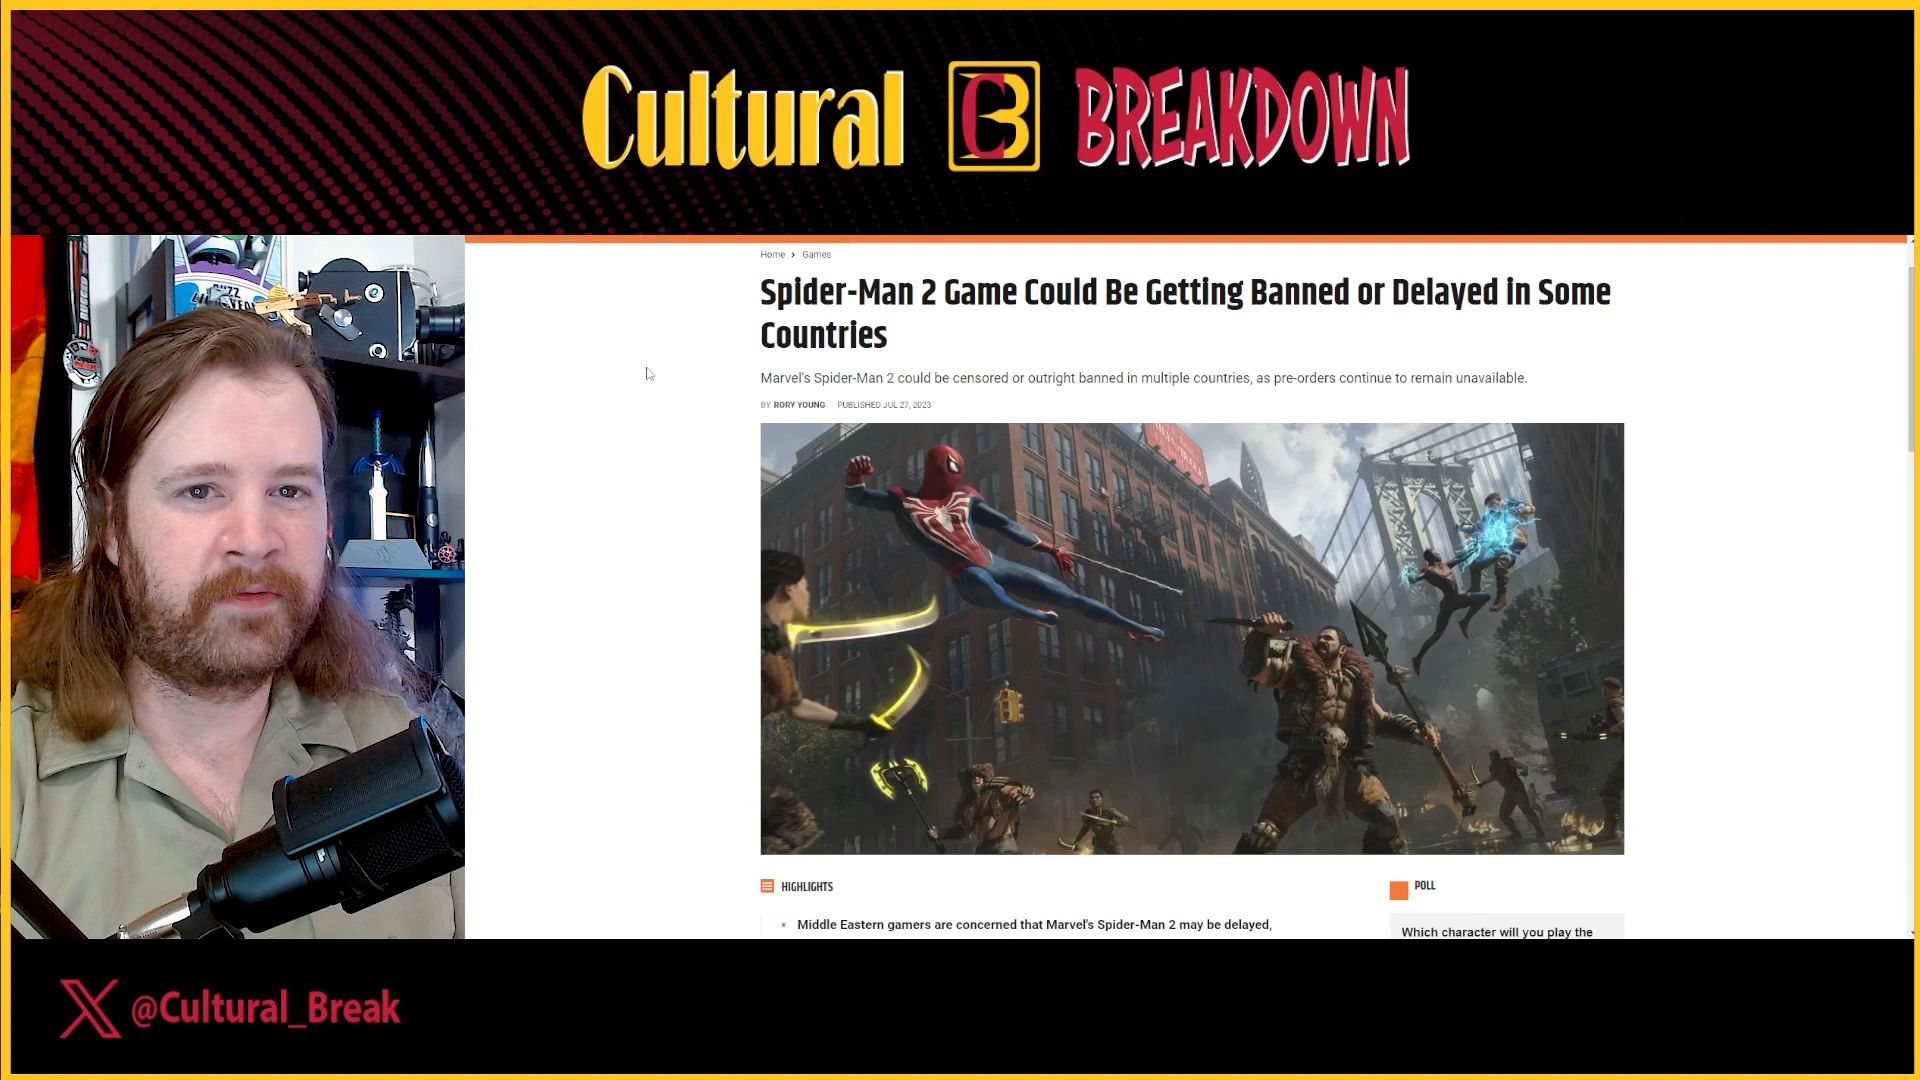 Cultural CB BREAKDOWN
Home > Games
Spider-Man 2 Game Could Be Getting Banned or Delayed in Some
Countries
Marvel's Spider-Man 2 could be censored or outright banned in multiple countries, as pre-orders continue to remain unavailable.
BY RORY YOUNG PUBLISHED JUL 27, 2023
HIGHLIGHTS
Middle Eastern gamers are concerned that Marvel's Spider-Man 2 may be delayed,
POLL
Which character will you play the
X @Cultural_Break